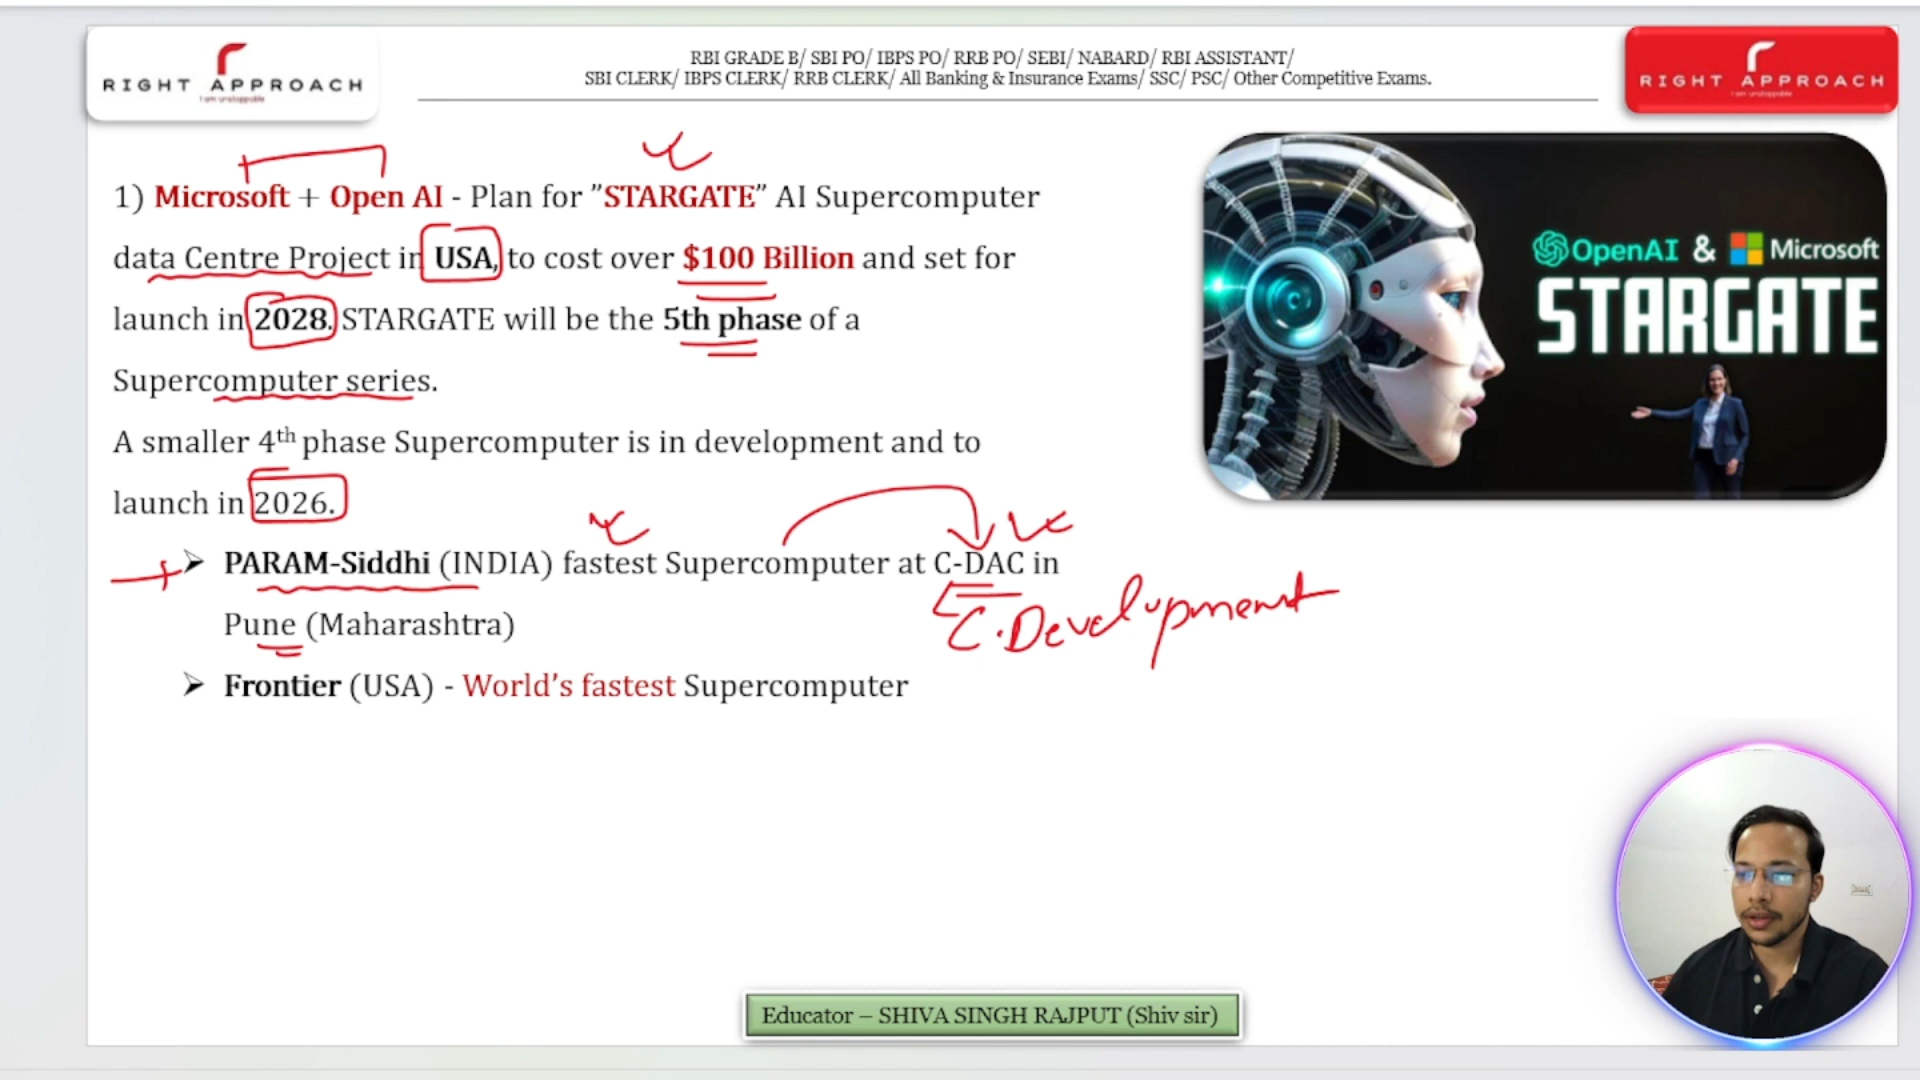 RIGHT APPROACH
I am unstoppable
RBI GRADE B/ SBI PO/ IBPS PO/ RRB PO/ SEBI/ NABARD/ RBI ASSISTANT/
SBI CLERK/ IBPS CLERK/ RRB CLERK/ All Banking & Insurance Exams/ SSC/ PSC/ Other Competitive Exams.
RIGHT APPROACH
I am unstoppable
1) Microsoft + Open AI - Plan for ”STARGATE” AI Supercomputer
data Centre Project in USA, to cost over $100 Billion and set for
launch in 2028. STARGATE will be the 5th phase of a
Supercomputer series.
A smaller 4th phase Supercomputer is in development and to
launch in 2026.
➢ PARAM-Siddhi (INDIA) fastest Supercomputer at C-DAC in
Pune (Maharashtra)
C. Development
➢ Frontier (USA) - World’s fastest Supercomputer
OpenAI & Microsoft
STARGATE
Educator – SHIVA SINGH RAJPUT (Shiv sir)